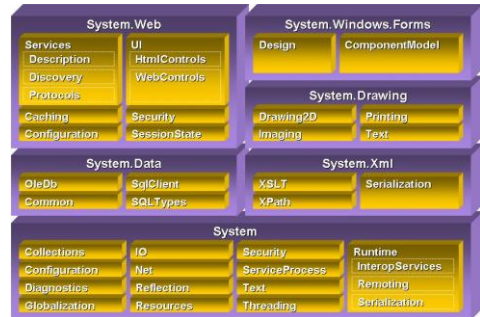 System.Web
Services
Description
Discovery
Protocols
UI
HtmlControls
WebControls
Caching
Security
Configuration
SessionState
System.Windows.Forms
Design
ComponentModel
System.Drawing
Drawing2D
Printing
Imaging
Text
System.Data
OleDb
SqlClient
Common
SQLTypes
System.Xml
XSLT
Serialization
XPath
System
Collections
IO
Security
Runtime
Configuration
Net
ServiceProcess
InteropServices
Diagnostics
Reflection
Text
Remoting
Globalization
Resources
Threading
Serialization